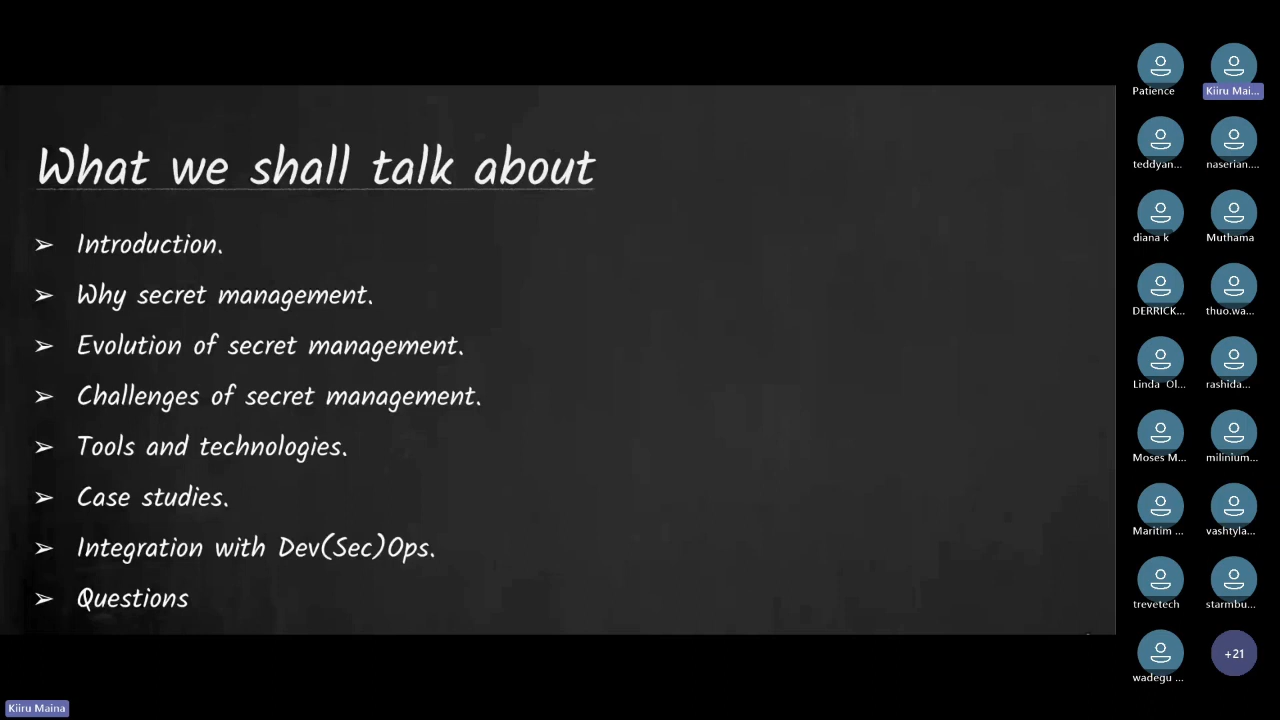 What we shall talk about
➢ Introduction.
➢ Why secret management.
➢ Evolution of secret management.
➢ Challenges of secret management.
➢ Tools and technologies.
➢ Case studies.
➢ Integration with Dev(Sec)Ops.
➢ Questions
Patience
Kiiru Mai...
teddyan...
naserian....
diana k
Muthama
DERRICK...
thuo.wa...
Linda Ol...
rashida...
Moses M...
milinium...
Maritim ...
vashtyla...
trevetech
starmbu...
wadegu ...
+21
Kiiru Maina